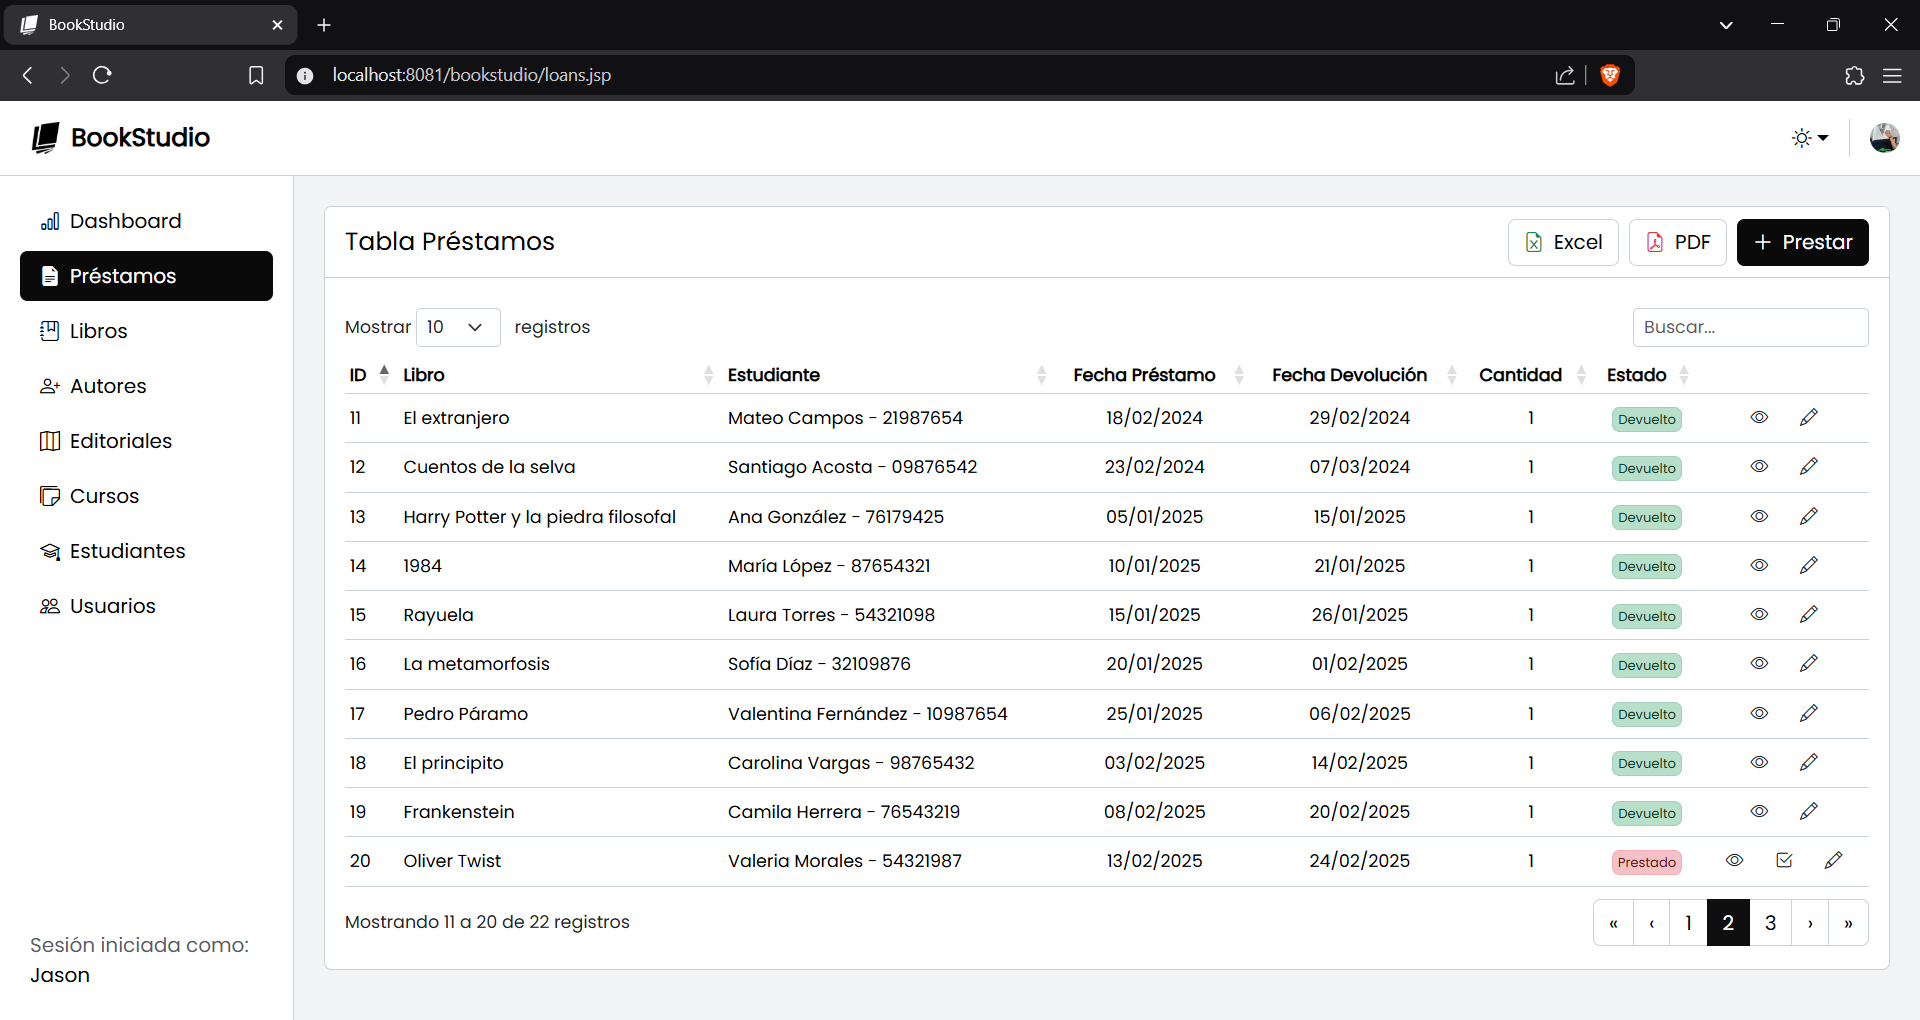 BookStudio
localhost:8081/bookstudio/loans.jsp
BookStudio
Dashboard
Préstamos
Libros
Autores
Editoriales
Cursos
Estudiantes
Usuarios
Sesión iniciada como:
Jason
Tabla Préstamos
Excel PDF + Prestar
Mostrar 10 registros Buscar...
ID Libro Estudiante Fecha Préstamo Fecha Devolución Cantidad Estado
11 El extranjero Mateo Campos - 21987654 18/02/2024 29/02/2024 1 Devuelto
12 Cuentos de la selva Santiago Acosta - 09876542 23/02/2024 07/03/2024 1 Devuelto
13 Harry Potter y la piedra filosofal Ana González - 76179425 05/01/2025 15/01/2025 1 Devuelto
14 1984 María López - 87654321 10/01/2025 21/01/2025 1 Devuelto
15 Rayuela Laura Torres - 54321098 15/01/2025 26/01/2025 1 Devuelto
16 La metamorfosis Sofía Díaz - 32109876 20/01/2025 01/02/2025 1 Devuelto
17 Pedro Páramo Valentina Fernández - 10987654 25/01/2025 06/02/2025 1 Devuelto
18 El principito Carolina Vargas - 98765432 03/02/2025 14/02/2025 1 Devuelto
19 Frankenstein Camila Herrera - 76543219 08/02/2025 20/02/2025 1 Devuelto
20 Oliver Twist Valeria Morales - 54321987 13/02/2025 24/02/2025 1 Prestado
Mostrando 11 a 20 de 22 registros « ‹ 1 2 3 › »